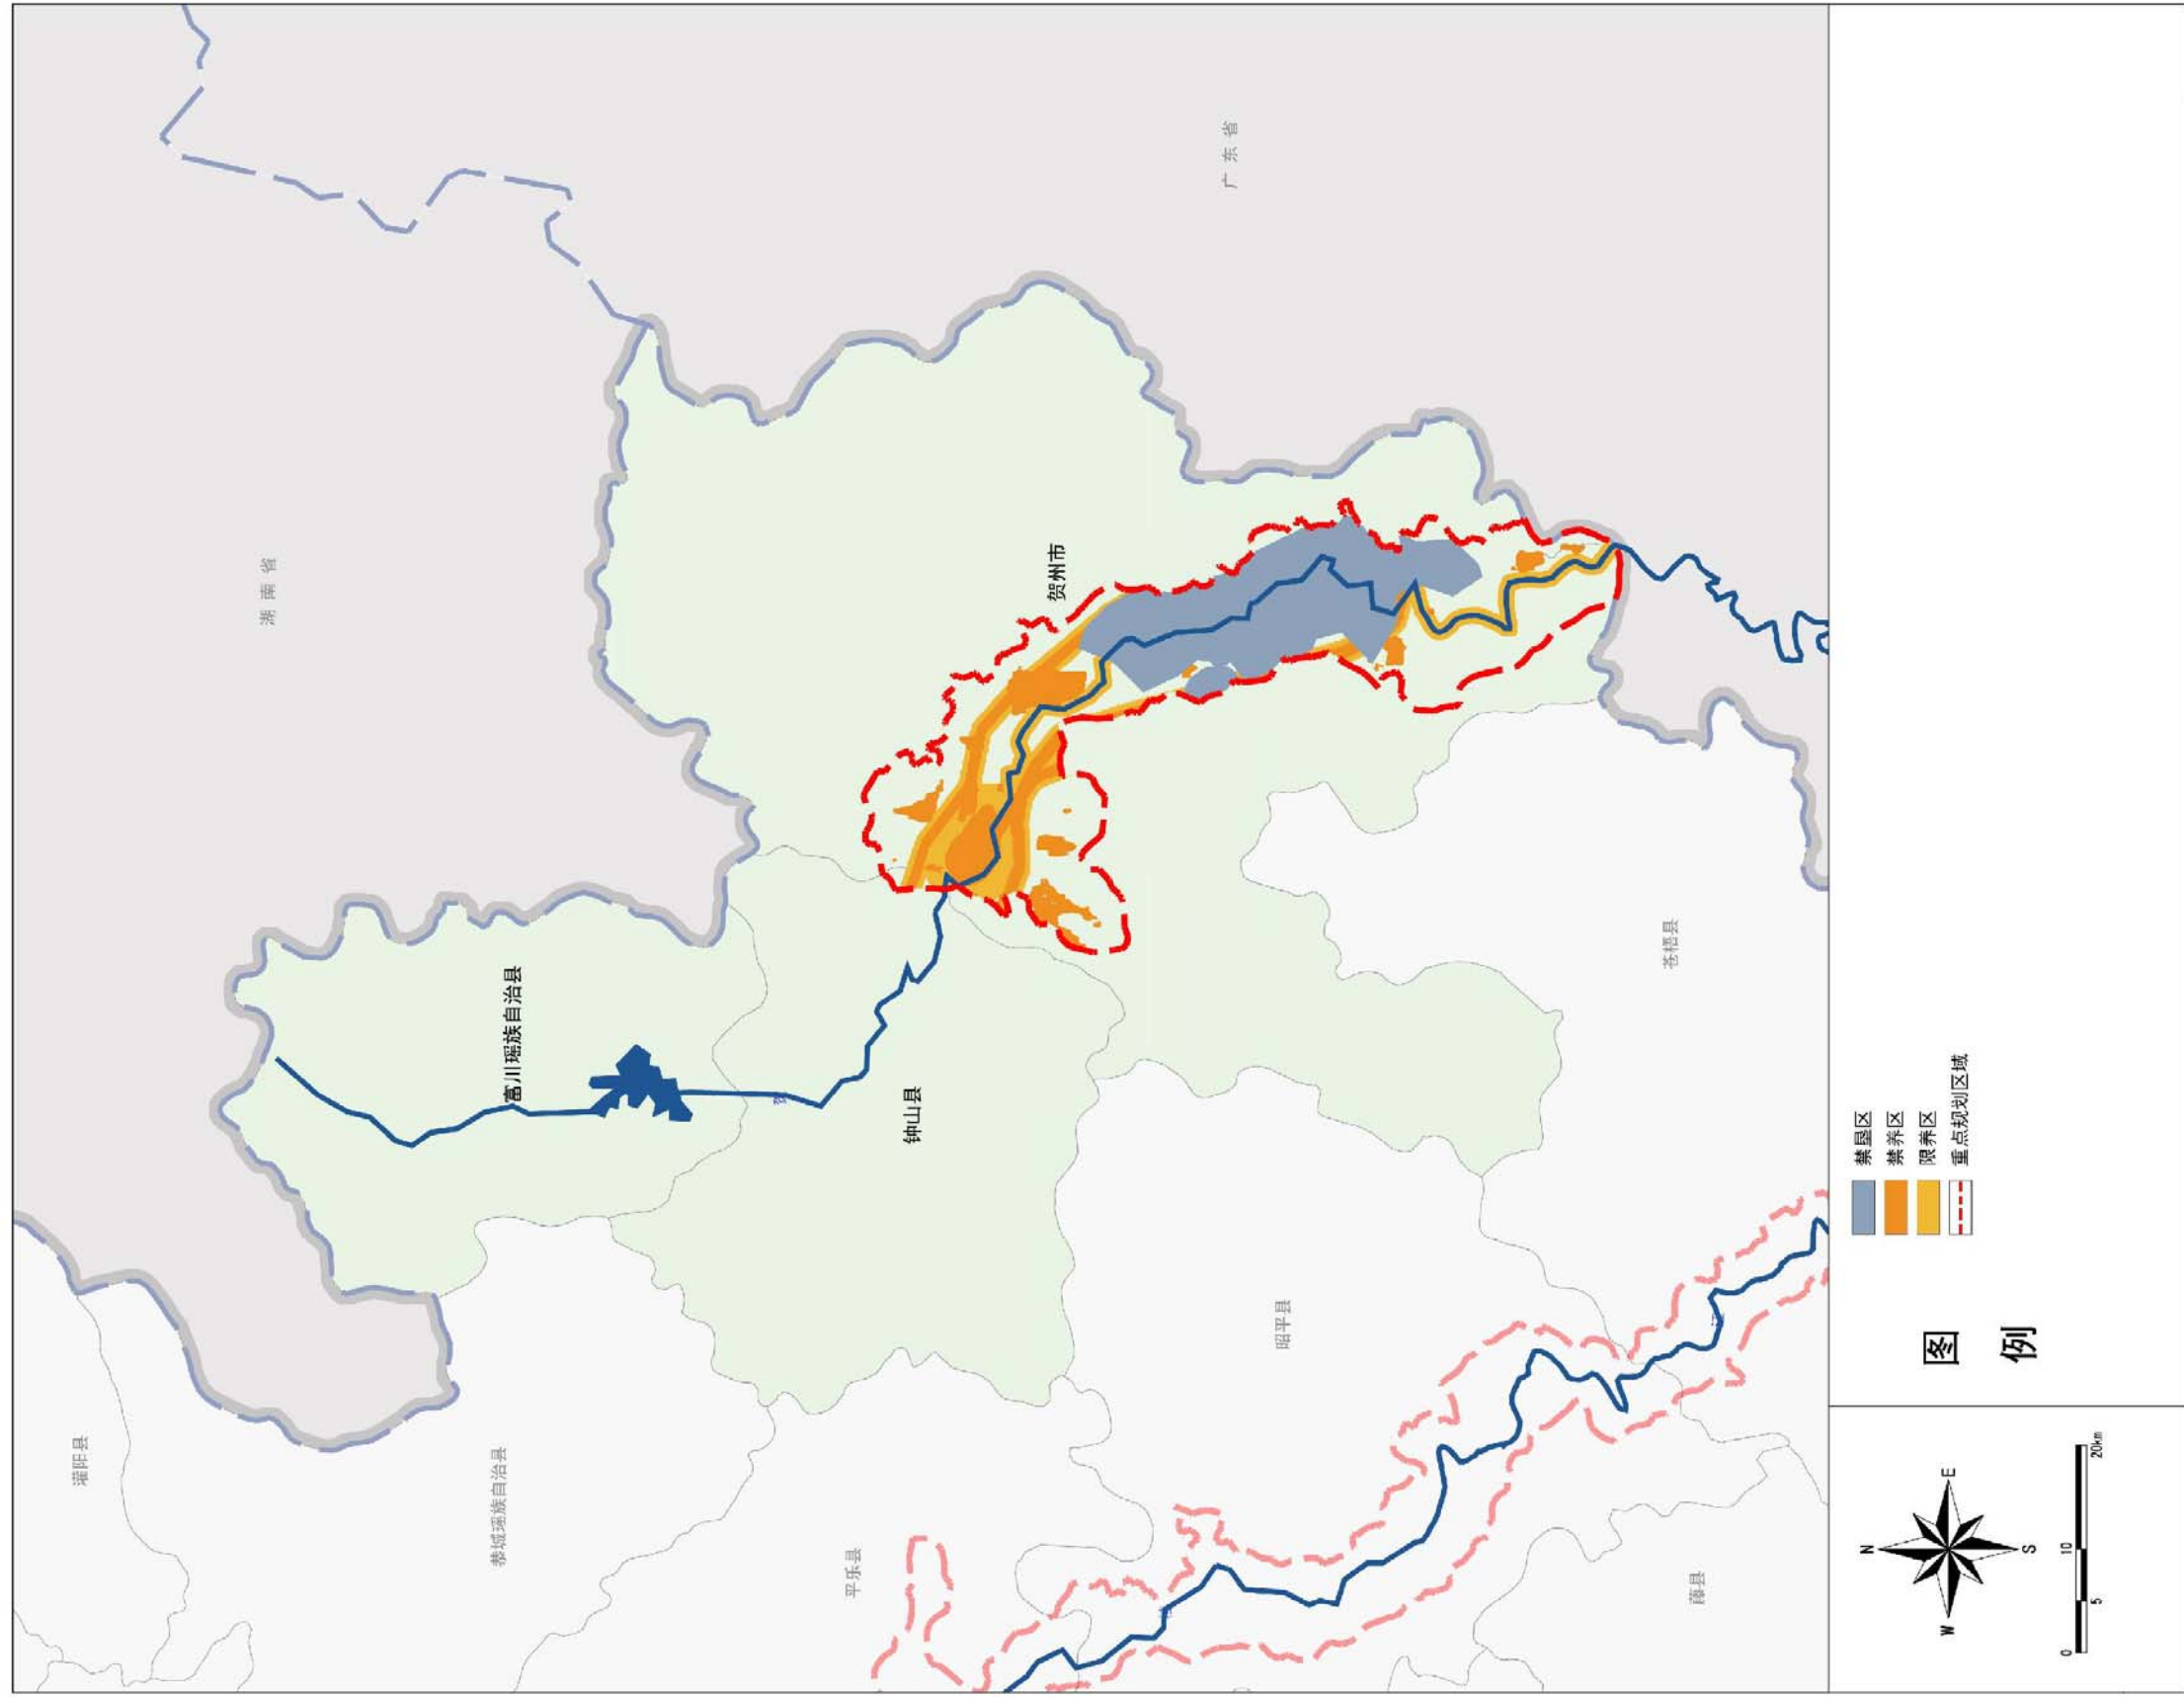 灌阳县
湖南省
恭城瑶族自治县
富川瑶族自治县
贺
平乐县
钟山县
贺州市
广东省
昭平县
苍梧县
藤县
江
N
W
E
S
0 5 10 20km
图例
禁垦区
禁养区
限养区
重点规划区域